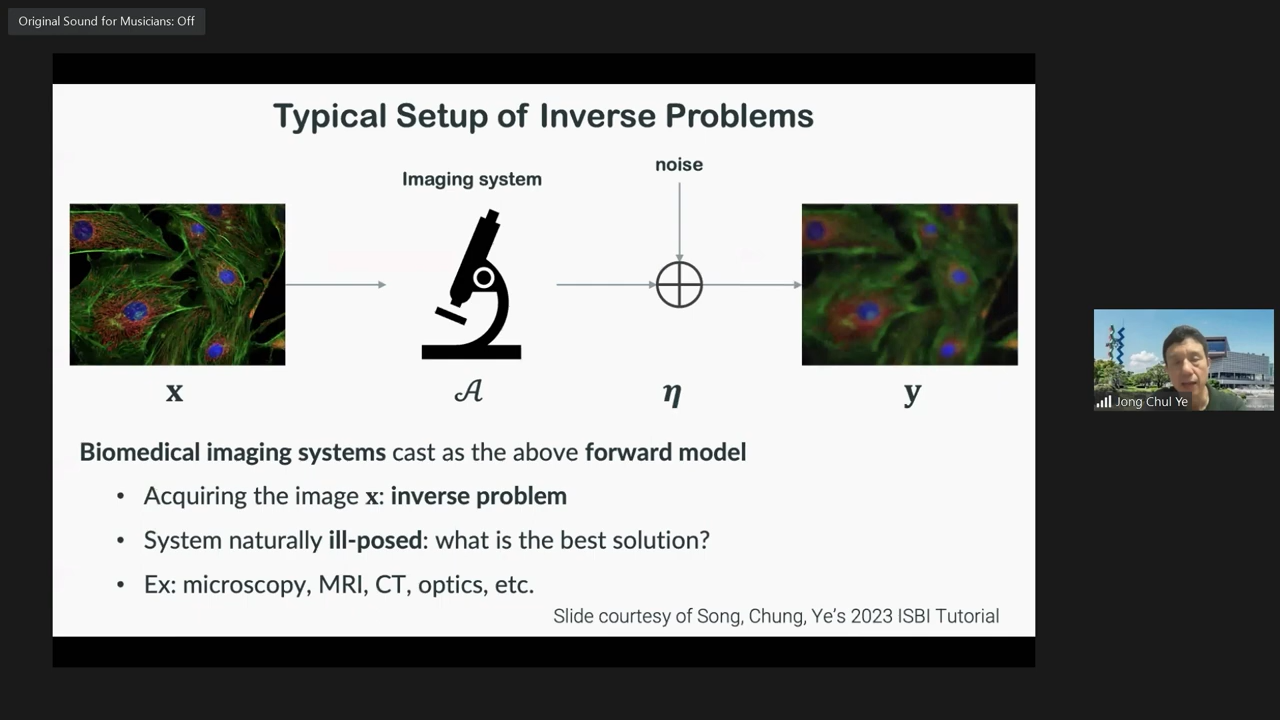 Original Sound for Musicians: Off
Typical Setup of Inverse Problems
noise
Imaging system
x
𝒜
η
y
Biomedical imaging systems cast as the above forward model
• Acquiring the image x: inverse problem
• System naturally ill-posed: what is the best solution?
• Ex: microscopy, MRI, CT, optics, etc.
Slide courtesy of Song, Chung, Ye's 2023 ISBI Tutorial
Jong Chul Ye